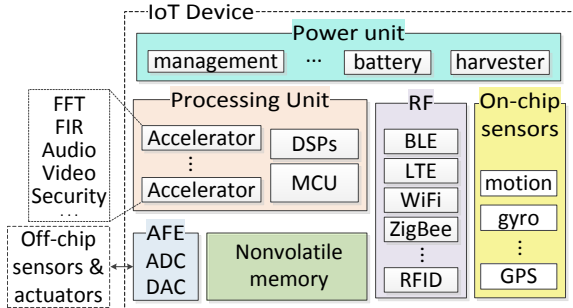 IoT Device
Power unit
management ... battery harvester
FFT
FIR
Audio
Video
Security
...
Processing Unit
Accelerator
⋮
Accelerator
DSPs
MCU
RF
BLE
LTE
WiFi
ZigBee
⋮
RFID
On-chip
sensors
motion
gyro
⋮
GPS
Off-chip
sensors &
actuators
AFE
ADC
DAC
Nonvolatile
memory